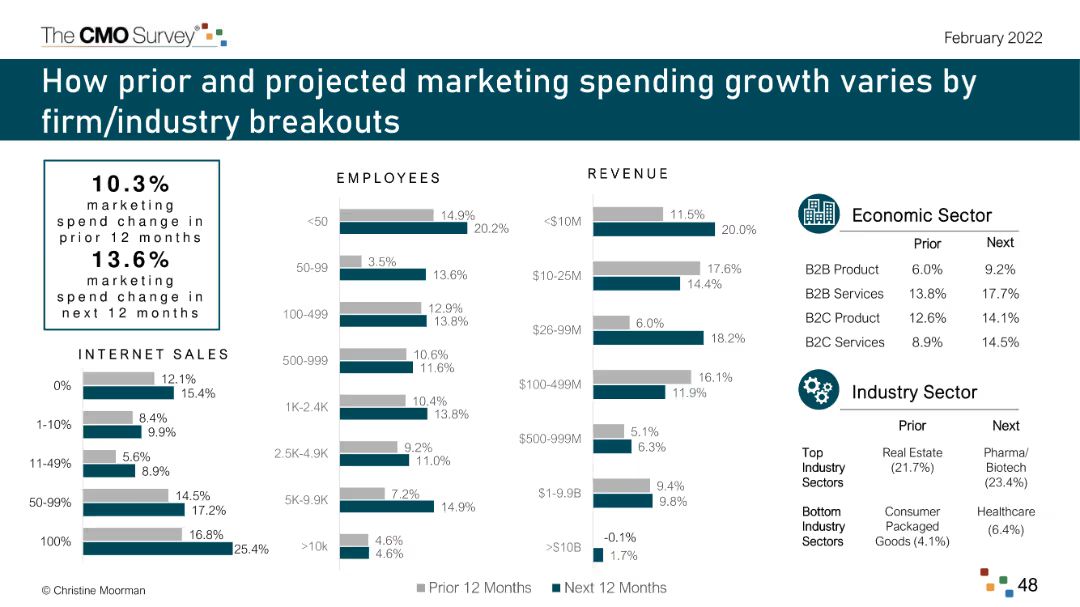 The CMO Survey®
February 2022
How prior and projected marketing spending growth varies by
firm/industry breakouts
10.3%
marketing
spend change in
prior 12 months
13.6%
marketing
spend change in
next 12 months
INTERNET SALES
0%
12.1%
15.4%
1-10%
8.4%
9.9%
11-49%
5.6%
8.9%
50-99%
14.5%
17.2%
100%
16.8%
25.4%
EMPLOYEES
<50
14.9%
20.2%
50-99
3.5%
13.6%
100-499
12.9%
13.8%
500-999
10.6%
11.6%
1K-2.4K
10.4%
13.8%
2.5K-4.9K
9.2%
11.0%
5K-9.9K
7.2%
14.9%
>10k
4.6%
4.6%
REVENUE
<$10M
11.5%
20.0%
$10-25M
17.6%
14.4%
$26-99M
6.0%
18.2%
$100-499M
16.1%
11.9%
$500-999M
5.1%
6.3%
$1-9.9B
9.4%
9.8%
>$10B
-0.1%
1.7%
Economic Sector
Prior Next
B2B Product 6.0% 9.2%
B2B Services 13.8% 17.7%
B2C Product 12.6% 14.1%
B2C Services 8.9% 14.5%
Industry Sector
Prior Next
Top
Industry
Sectors
Real Estate
(21.7%)
Pharma/
Biotech
(23.4%)
Bottom
Industry
Sectors
Consumer
Packaged
Goods (4.1%)
Healthcare
(6.4%)
Prior 12 Months Next 12 Months
© Christine Moorman
48